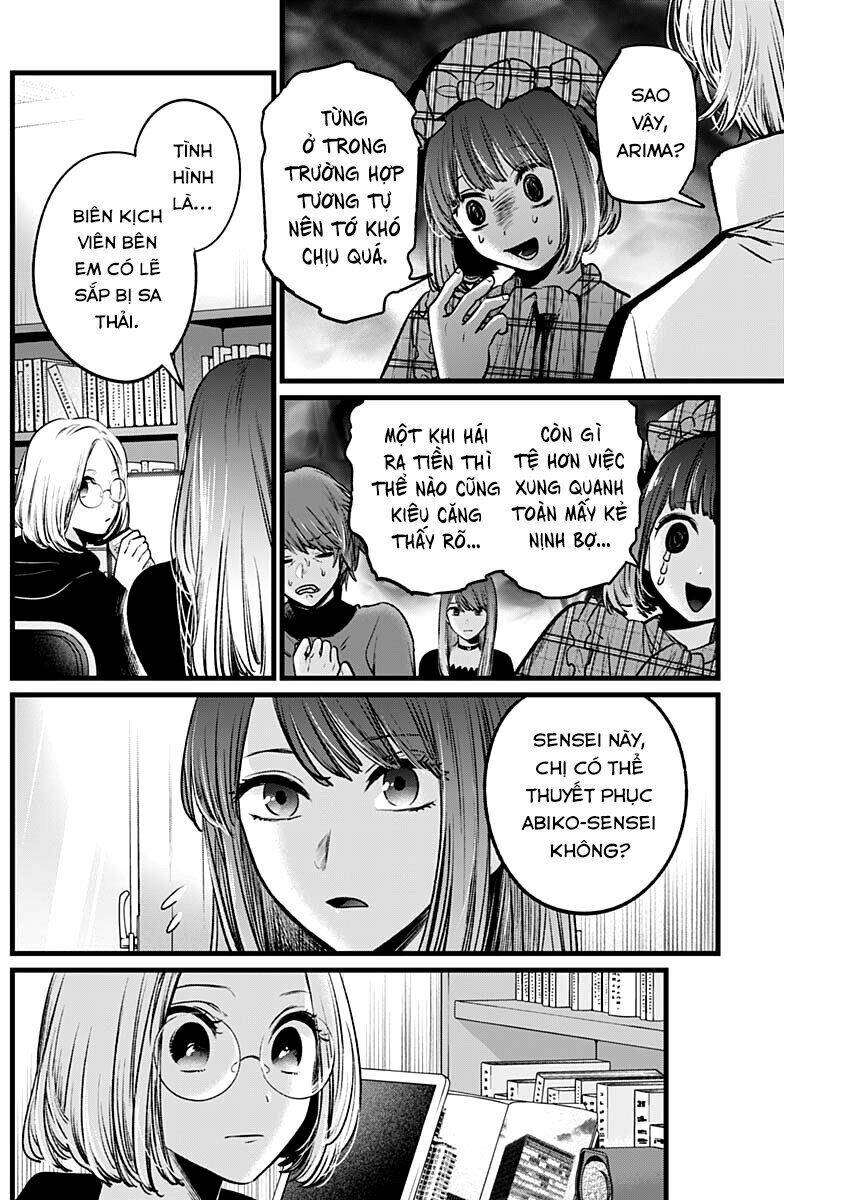 SAO
VẬY,
ARIMA?
TỪNG
Ở TRONG
TRƯỜNG HỢP
TƯƠNG TỰ
NÊN TỚ KHÓ
CHỊU QUÁ.
CÒN GÌ
TỆ HƠN VIỆC
XUNG QUANH
TOÀN MẤY KẺ
NỊNH BỢ...
MỘT KHI HÁI
RA TIỀN THÌ
THỂ NÀO CŨNG
KIÊU CĂNG
THẤY RÕ...
TÌNH
HÌNH
LÀ...
BIÊN KỊCH
VIÊN BÊN
EM CÓ LẼ
SẮP BỊ SA
THẢI.
SENSEI NÀY,
CHỊ CÓ THỂ
THUYẾT PHỤC
ABIKO-SENSEI
KHÔNG?